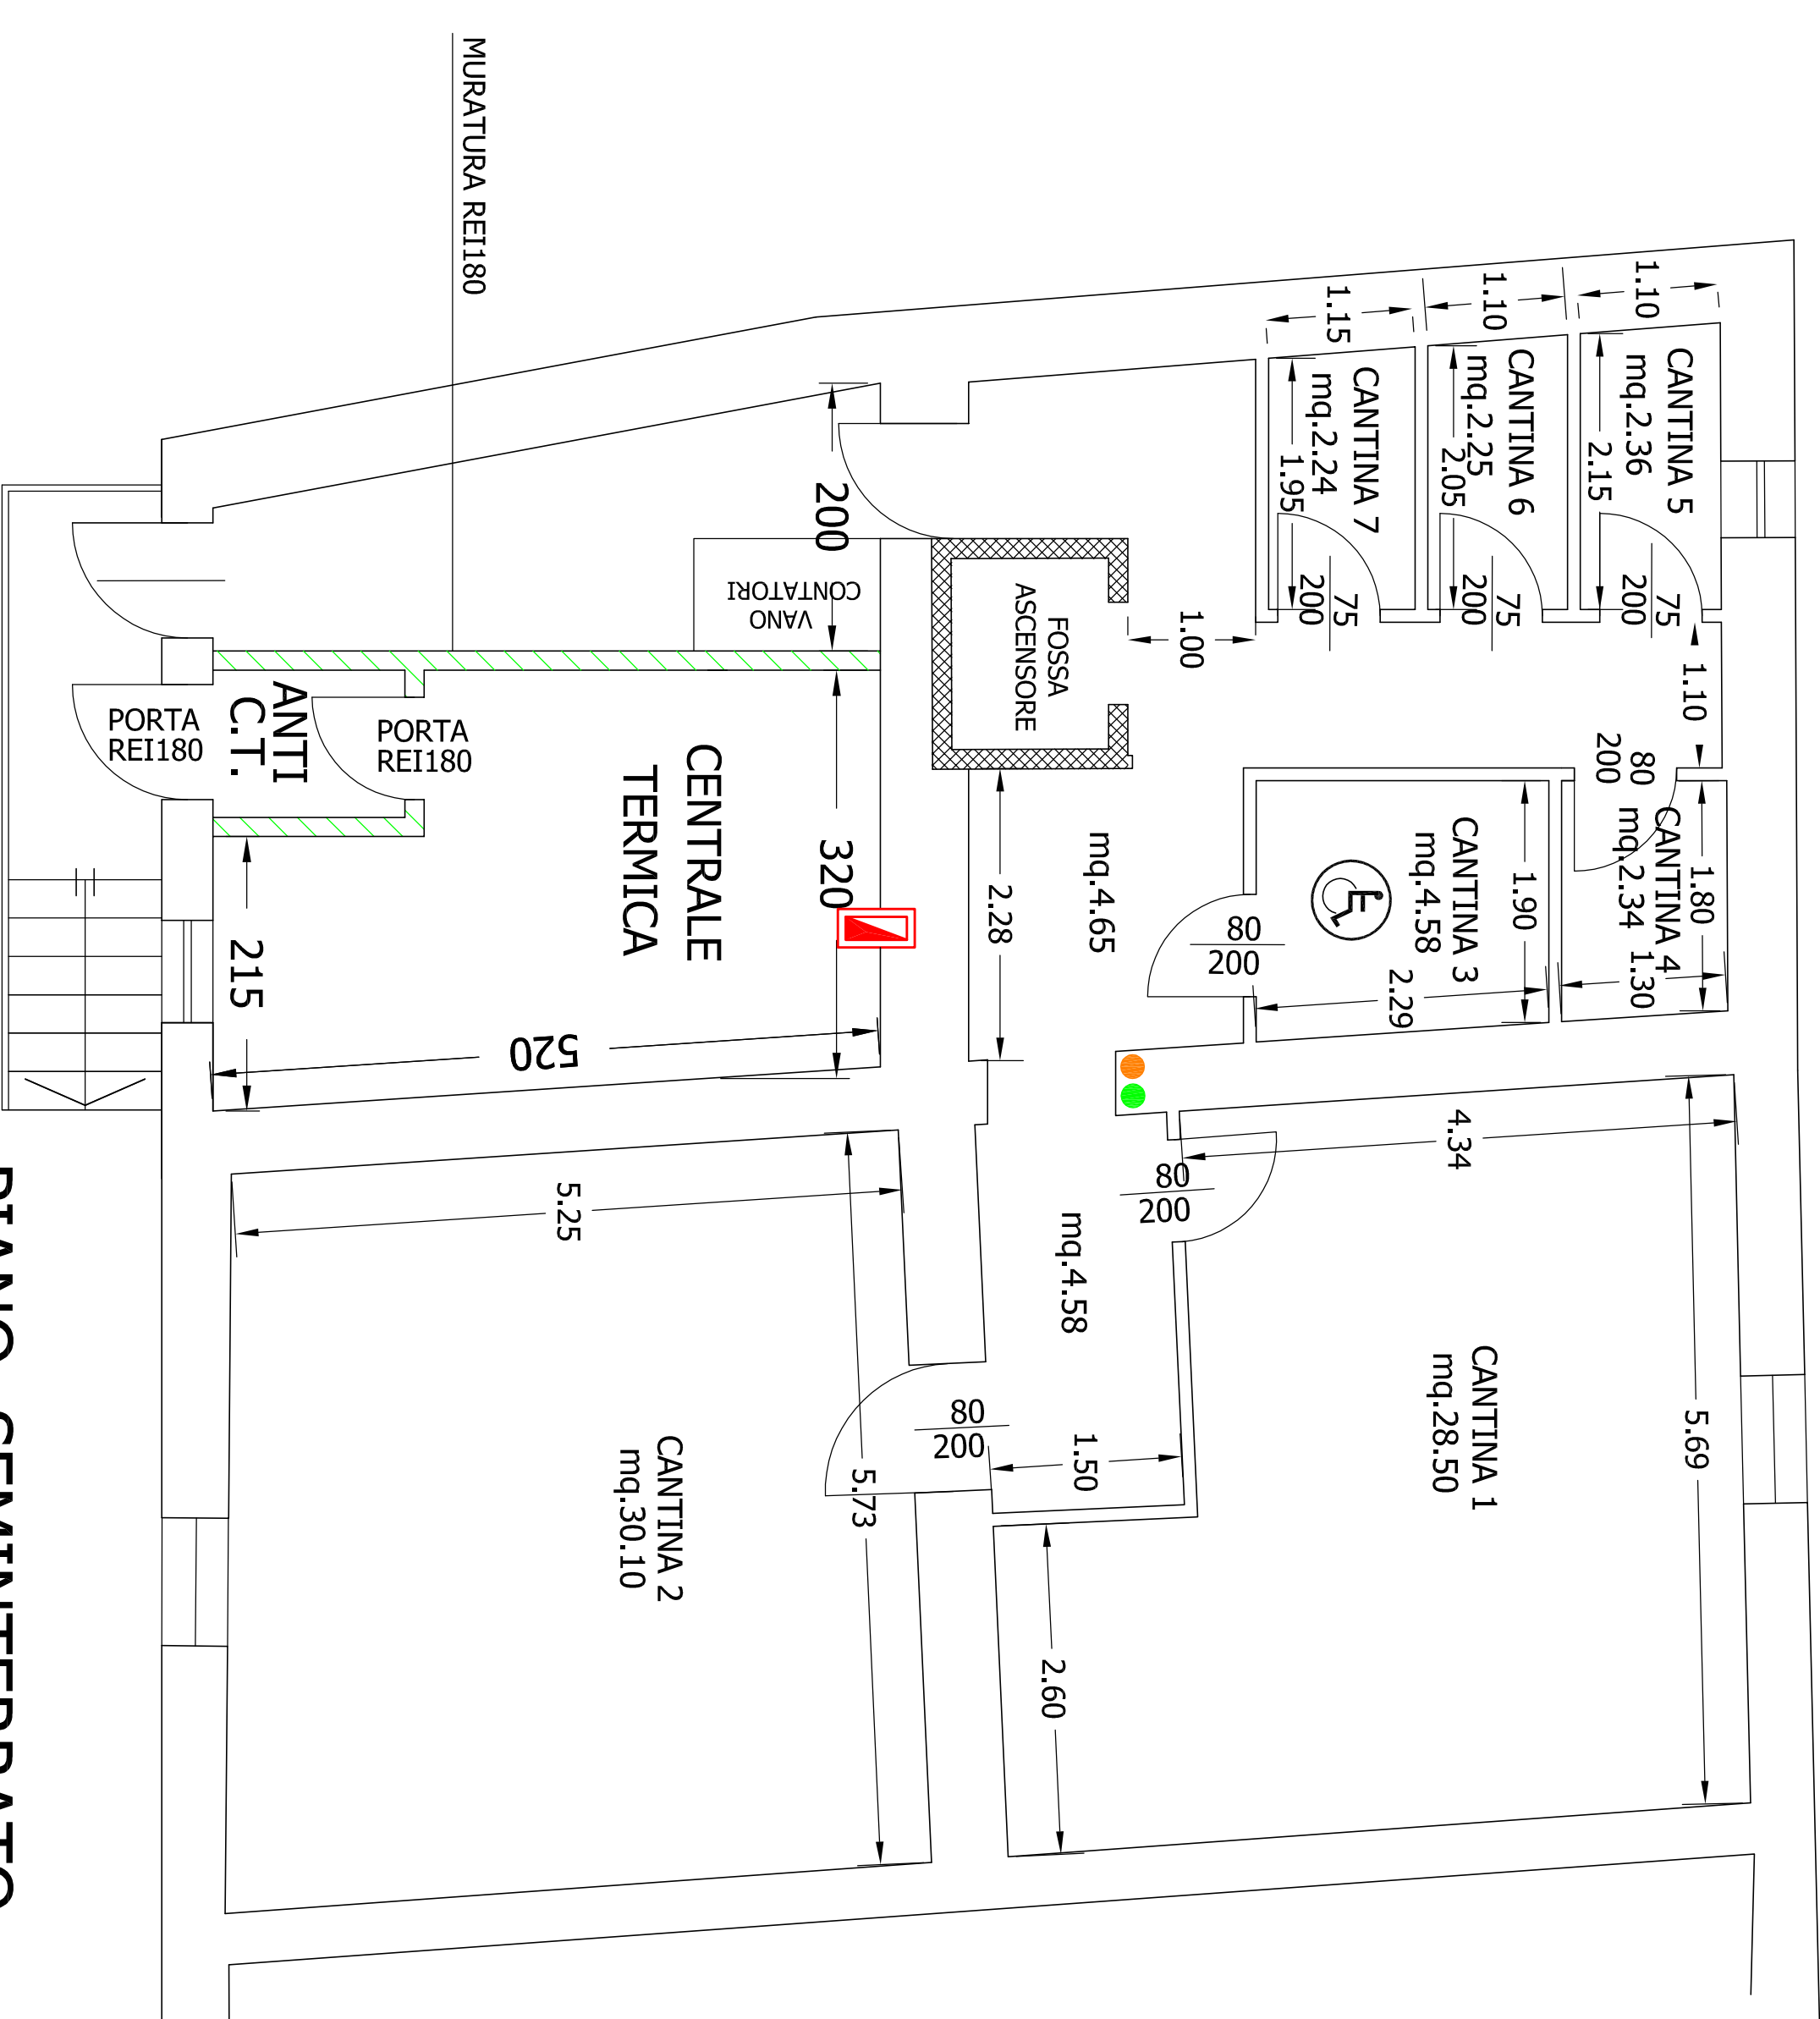 MURATURA REI180
1.10
1.10
1.15
CANTINA 5
mq.2.36
2.15
75
200
CANTINA 6
mq.2.25
2.05
75
200
CANTINA 7
mq.2.24
1.95
75
200
200
VANO
CONTATORI
FOSSA
ASCENSORE
1.00
1.10
80
200
CANTINA 4
mq.2.34
1.80
1.30
CANTINA 3
mq.4.58
1.90
2.29
80
200
mq.4.65
2.28
PORTA
REI180
ANTI
C.T.
PORTA
REI180
CENTRALE
TERMICA
320
215
520
4.34
80
200
mq.4.58
5.25
5.73
80
200
1.50
CANTINA 1
mq.28.50
5.69
CANTINA 2
mq.30.10
2.60
PIANO SEMINTERRATO